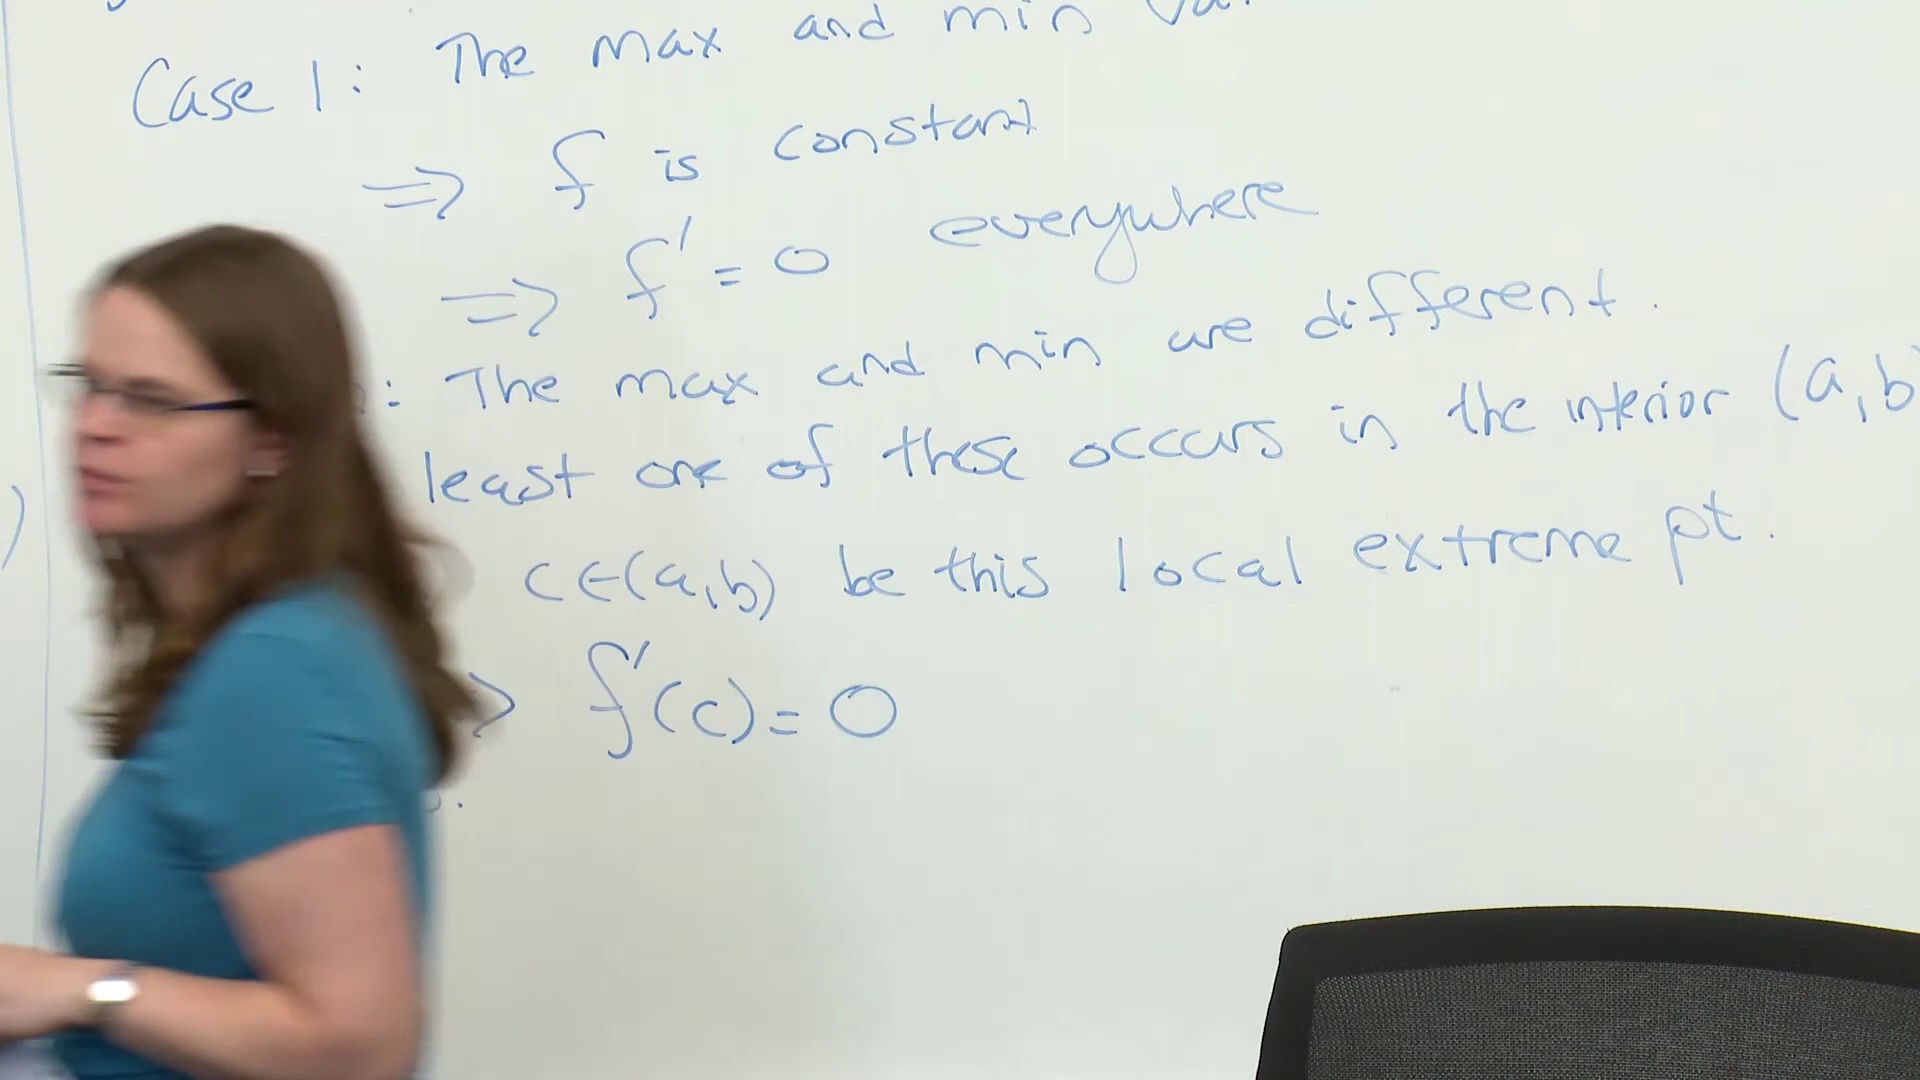 Case 1: The max and min
⇒ f is constant
⇒ f' = 0 everywhere
: The max and min are different.
least one of these occurs in the interior (a,b)
c∈(a,b) be this local extreme pt.
⇒ f'(c) = 0